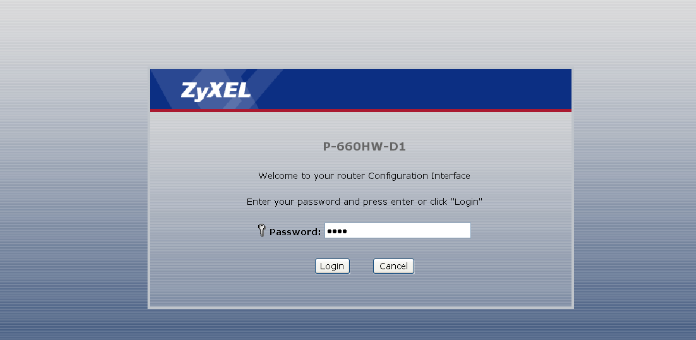 ZyXEL
P-660HW-D1
Welcome to your router Configuration Interface
Enter your password and press enter or click "Login"
Password: ••••
Login Cancel